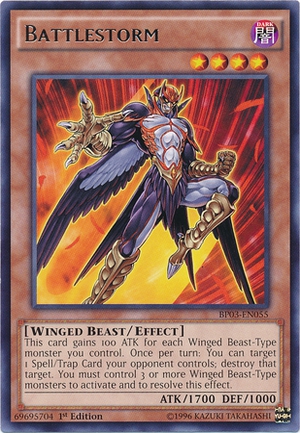 Battlestorm
DARK
闇
BP03-EN055
[Winged Beast/Effect]
This card gains 100 ATK for each Winged Beast-Type
monster you control. Once per turn: You can target
1 Spell/Trap Card your opponent controls; destroy that
target. You must control 3 or more Winged Beast-Type
monsters to activate and to resolve this effect.
ATK/1700 DEF/1000
69695704 1st Edition ©1996 KAZUKI TAKAHASHI